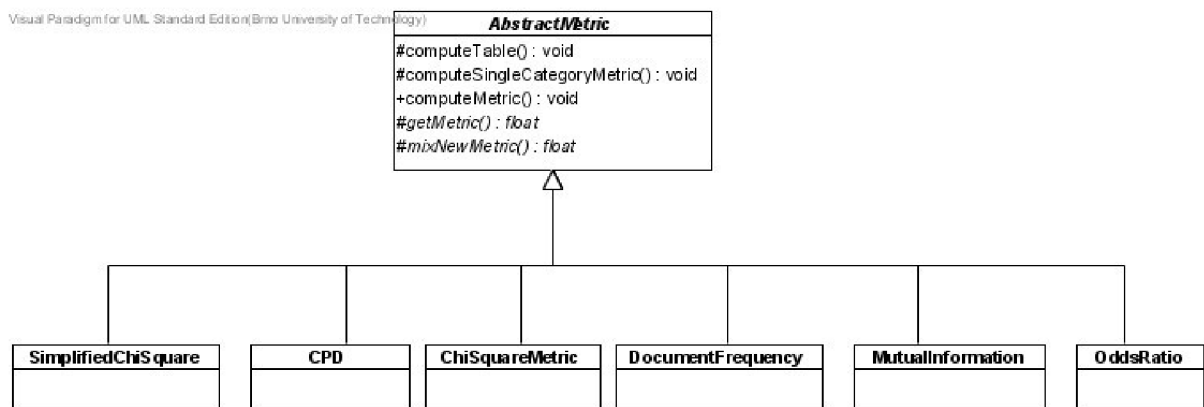 Visual Paradigm for UML Standard Edition(Brno University of Technology)
AbstractMetric
#computeTable() : void
#computeSingleCategoryMetric() : void
+computeMetric() : void
#getMetric() : float
#mixNewMetric() : float
SimplifiedChiSquare
CPD
ChiSquareMetric
DocumentFrequency
MutualInformation
OddsRatio